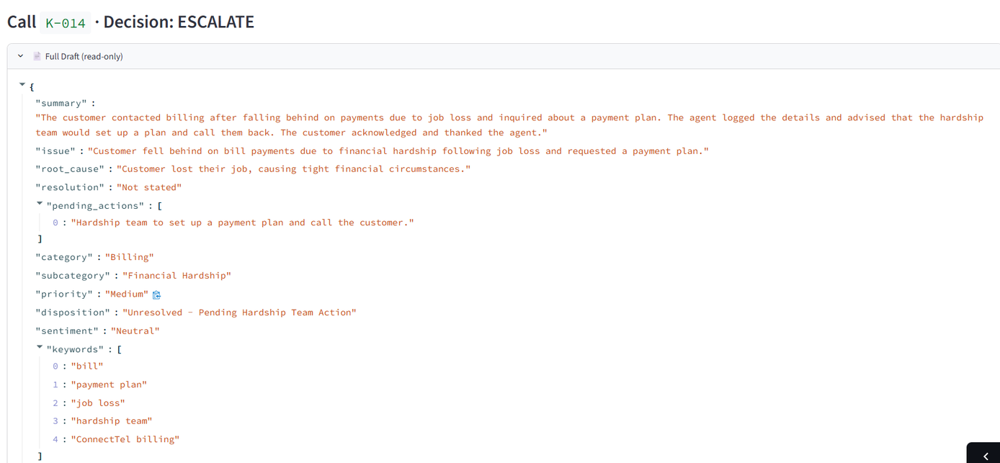 Call K-014 · Decision: ESCALATE
Full Draft (read-only)
{
"summary" :
"The customer contacted billing after falling behind on payments due to job loss and inquired about a payment plan. The agent logged the details and advised that the hardship
team would set up a plan and call them back. The customer acknowledged and thanked the agent."
"issue" : "Customer fell behind on bill payments due to financial hardship following job loss and requested a payment plan."
"root_cause" : "Customer lost their job, causing tight financial circumstances."
"resolution" : "Not stated"
"pending_actions" : [
0 : "Hardship team to set up a payment plan and call the customer."
]
"category" : "Billing"
"subcategory" : "Financial Hardship"
"priority" : "Medium"
"disposition" : "Unresolved – Pending Hardship Team Action"
"sentiment" : "Neutral"
"keywords" : [
0 : "bill"
1 : "payment plan"
2 : "job loss"
3 : "hardship team"
4 : "ConnectTel billing"
]